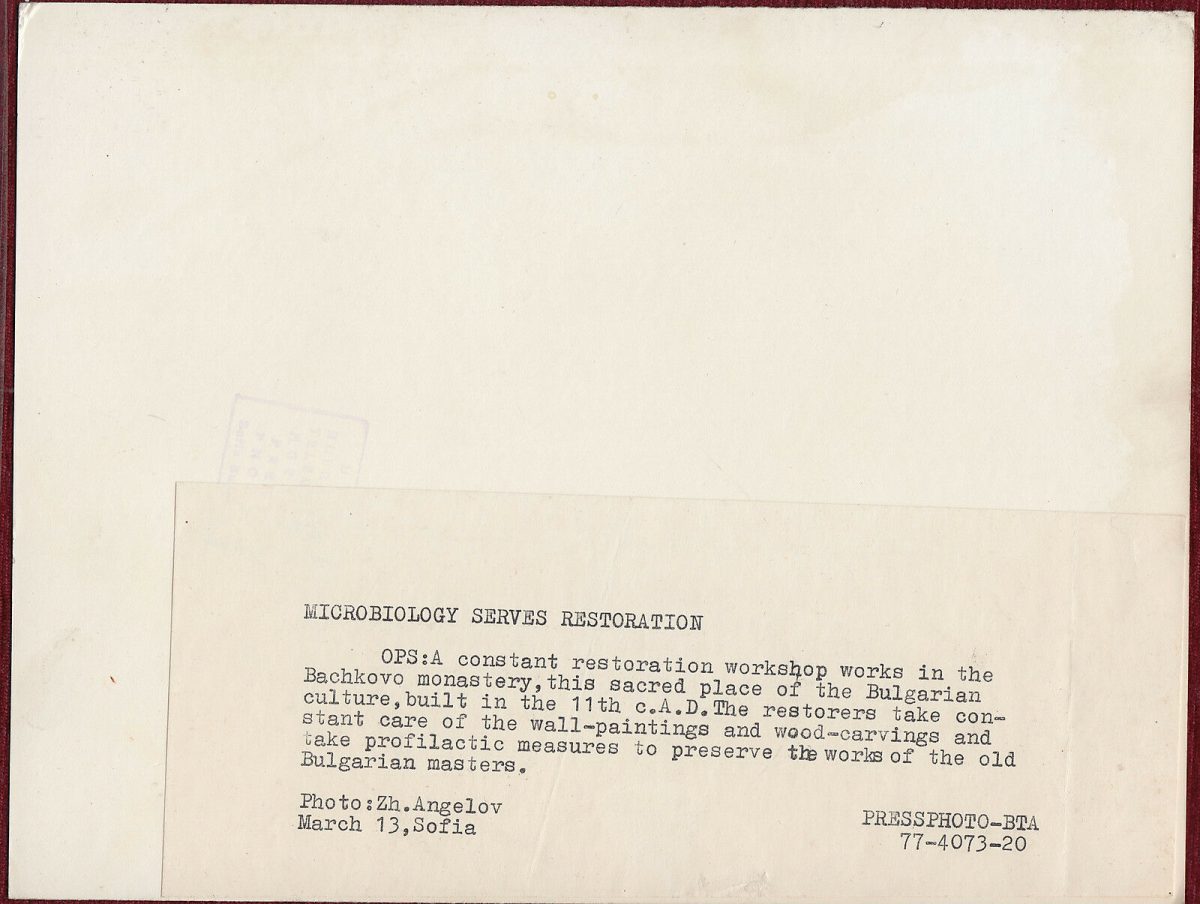 MICROBIOLOGY SERVES RESTORATION
OPS:A constant restoration workshop works in the
Bachkovo monastery,this sacred place of the Bulgarian
culture,built in the 11th c.A.D.The restorers take con-
stant care of the wall-paintings and wood-carvings and
take profilactic measures to preserve the works of the old
Bulgarian masters.
Photo:Zh.Angelov
March 13,Sofia
PRESSPHOTO-BTA
77-4073-20